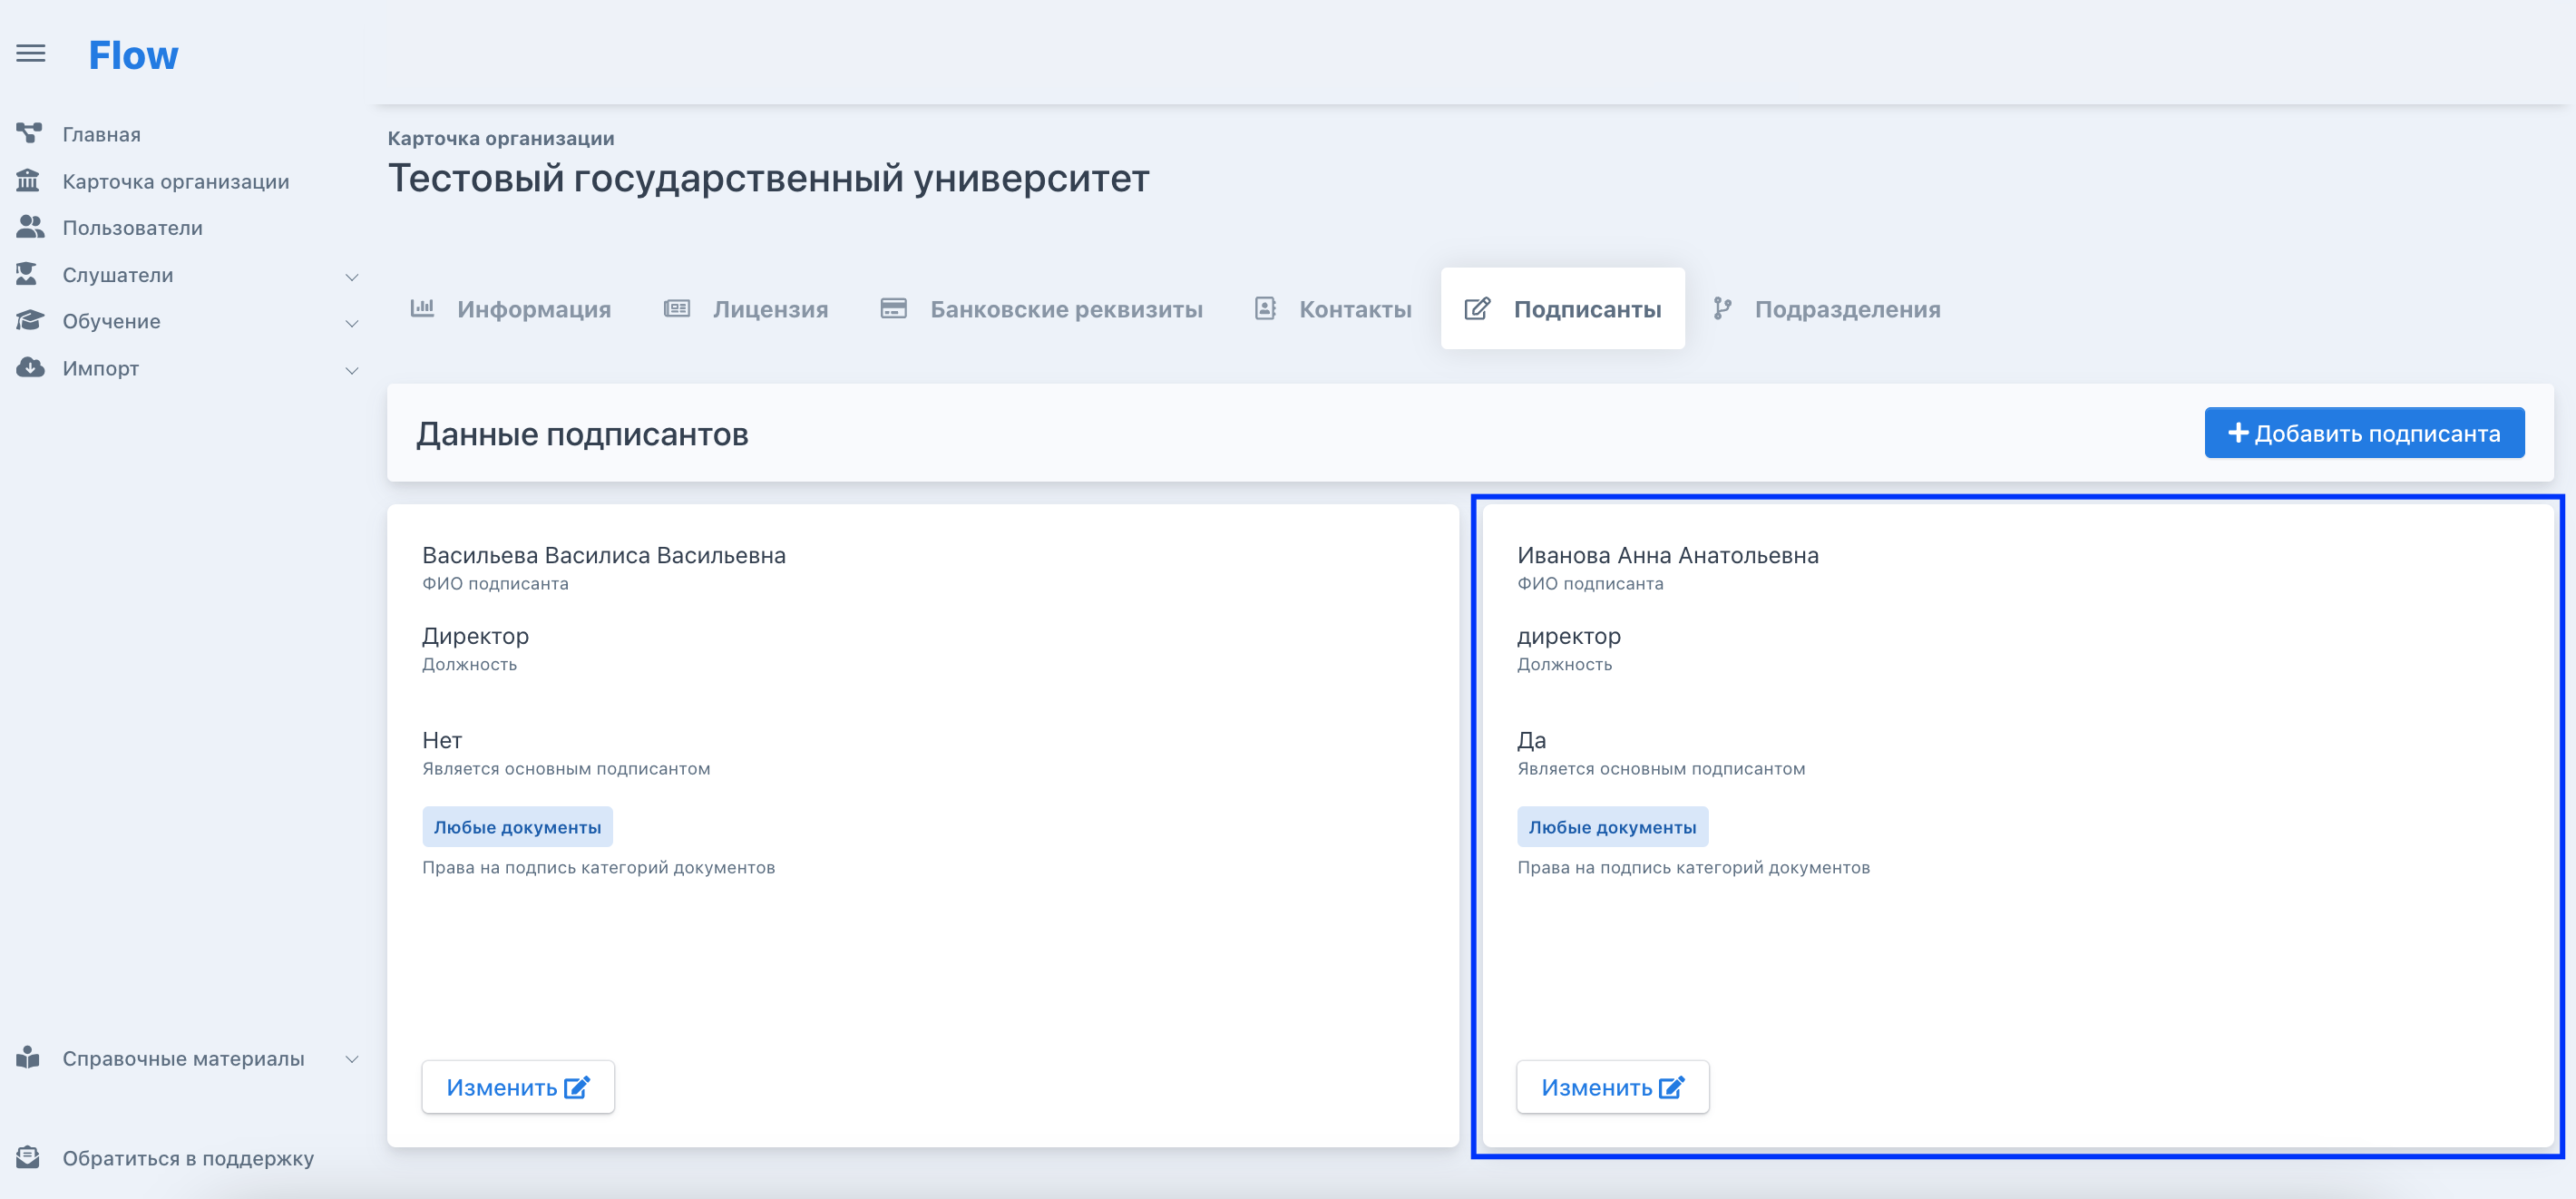 Flow
Главная
Карточка организации
Пользователи
Слушатели
Обучение
Импорт
Справочные материалы
Обратиться в поддержку
Карточка организации
Тестовый государственный университет
Информация
Лицензия
Банковские реквизиты
Контакты
Подписанты
Подразделения
Данные подписантов
Добавить подписанта
Васильева Василиса Васильевна
ФИО подписанта
Директор
Должность
Нет
Является основным подписантом
Любые документы
Права на подпись категорий документов
Изменить
Иванова Анна Анатольевна
ФИО подписанта
директор
Должность
Да
Является основным подписантом
Любые документы
Права на подпись категорий документов
Изменить